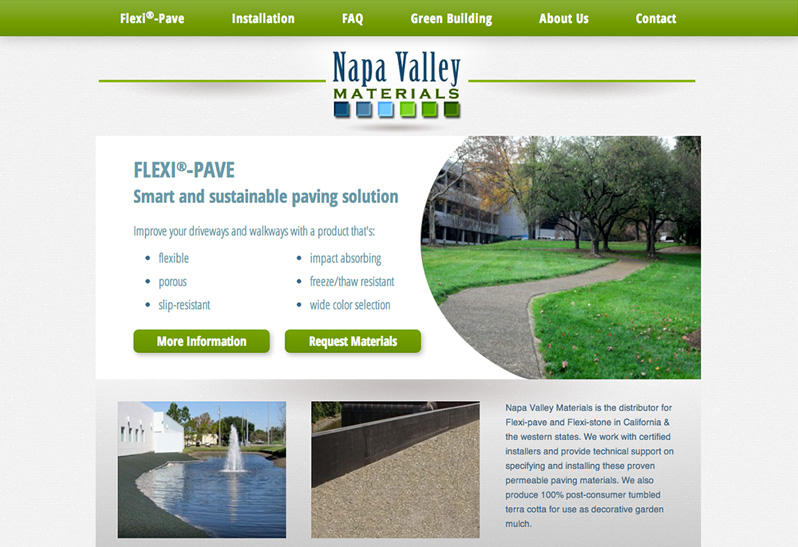 Flexi®-Pave Installation FAQ Green Building About Us Contact
Napa Valley
MATERIALS
FLEXI®-PAVE
Smart and sustainable paving solution
Improve your driveways and walkways with a product that's:
• flexible
• porous
• slip-resistant
• impact absorbing
• freeze/thaw resistant
• wide color selection
More Information
Request Materials
Napa Valley Materials is the distributor for
Flexi-pave and Flexi-stone in California &
the western states. We work with certified
installers and provide technical support on
specifying and installing these proven
permeable paving materials. We also
produce 100% post-consumer tumbled
terra cotta for use as decorative garden
mulch.